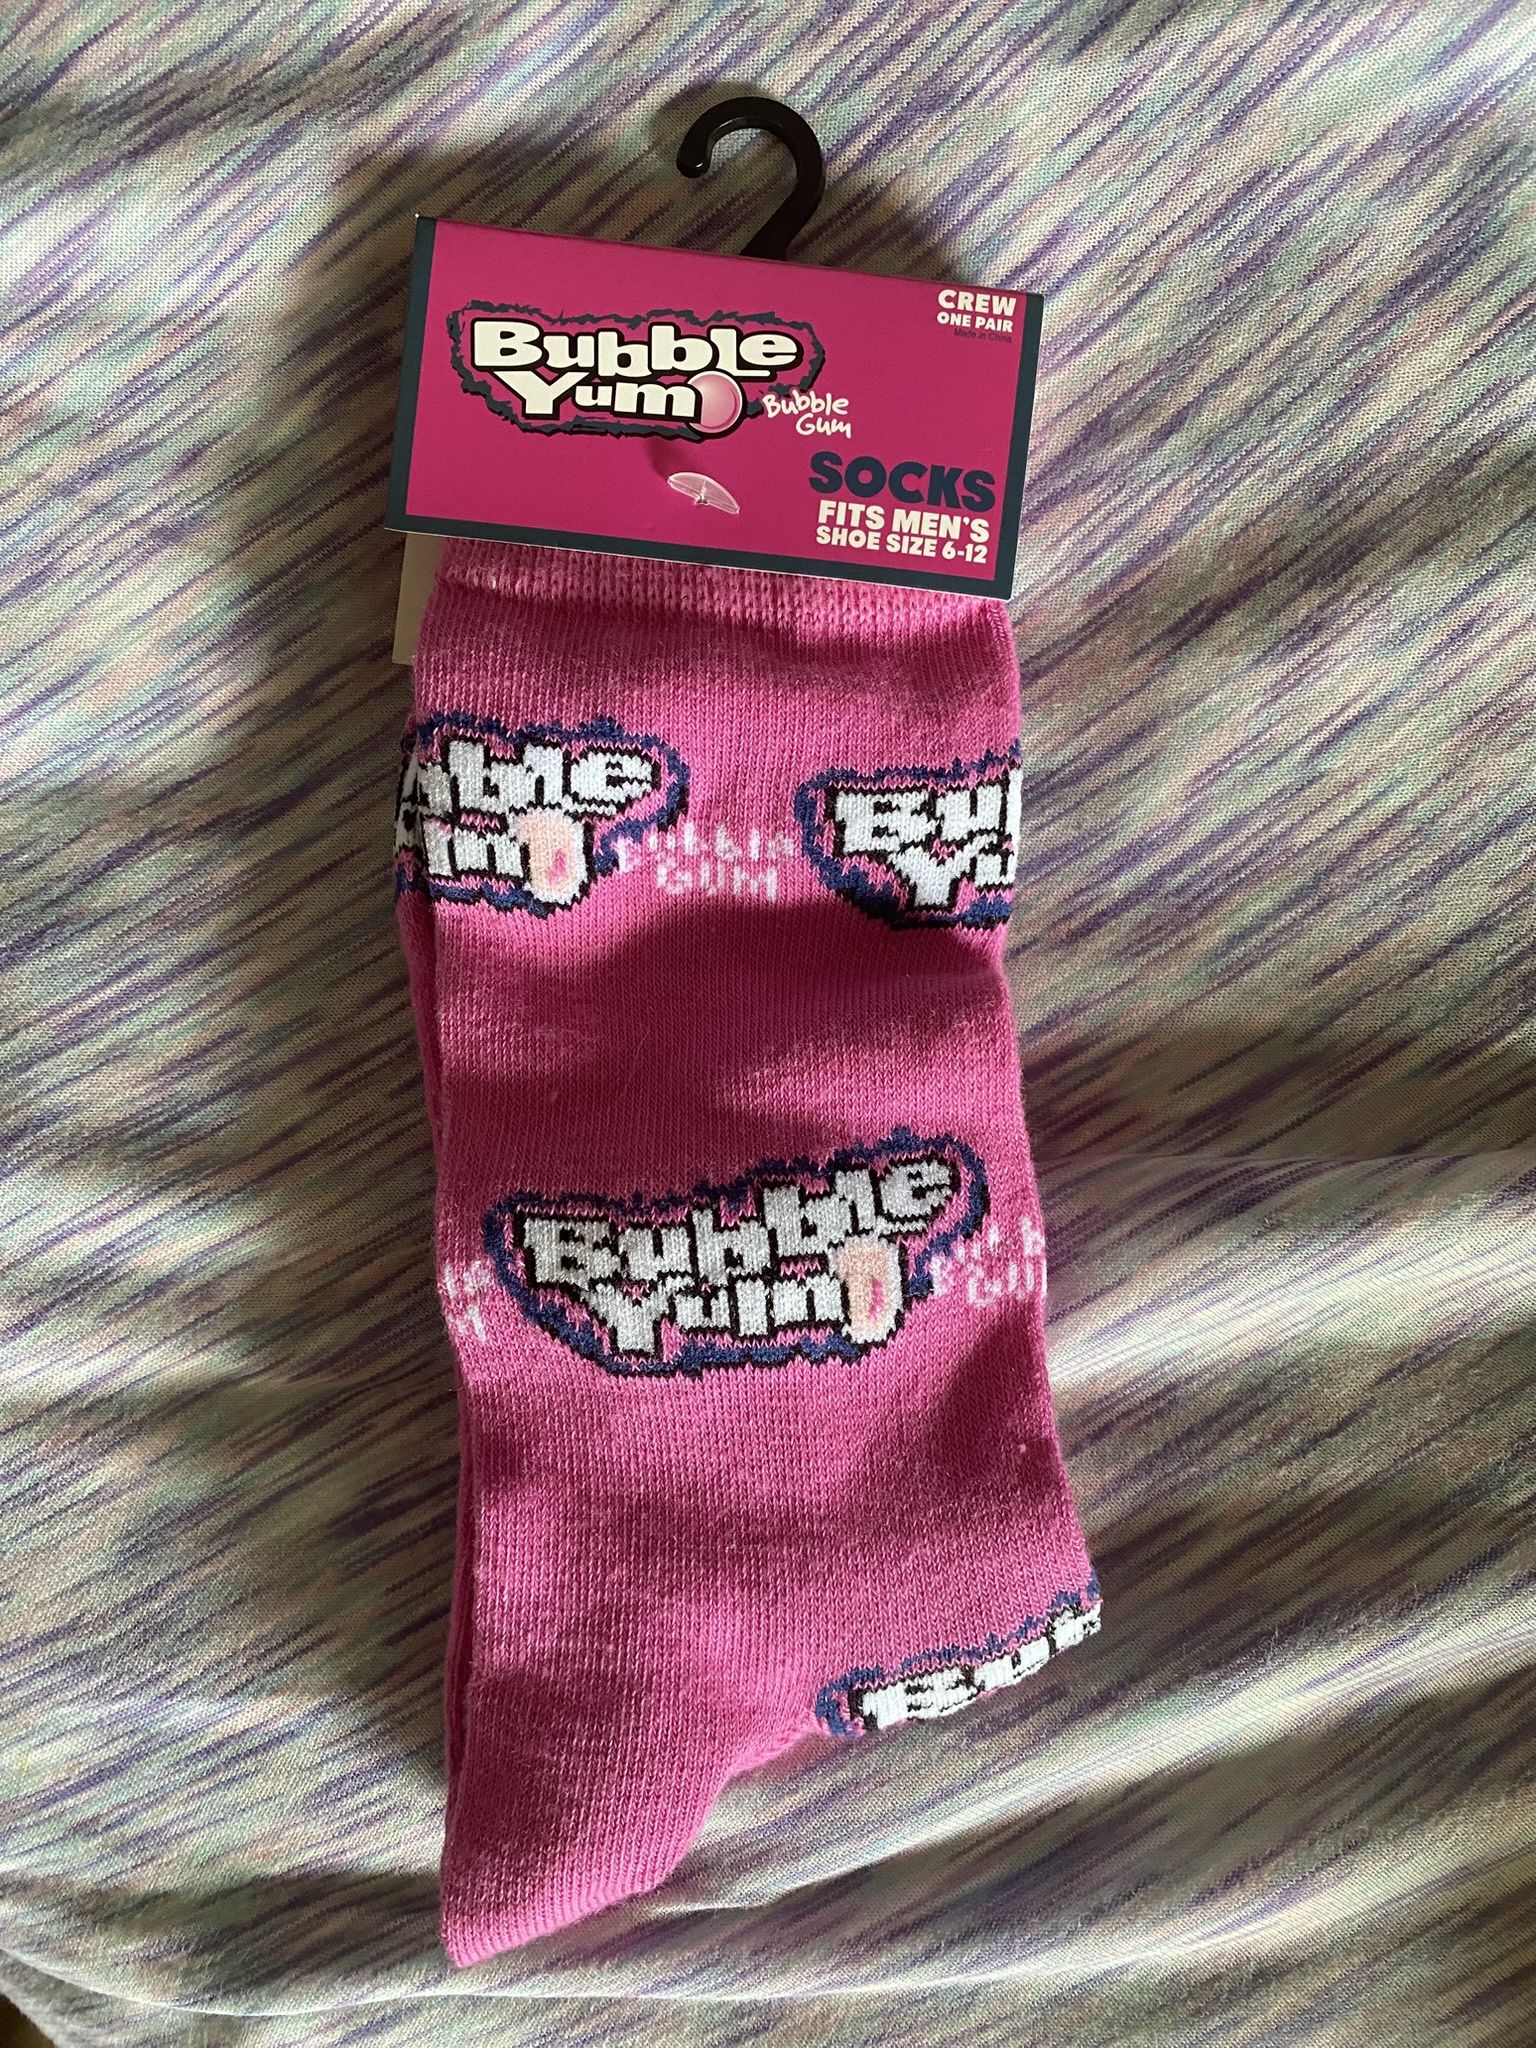 Bubble
Yum
Bubble
Gum
CREW
ONE PAIR
Made in China
SOCKS
FITS MEN'S
SHOE SIZE 6-12
Bubble
GUM
Bubble
Yum